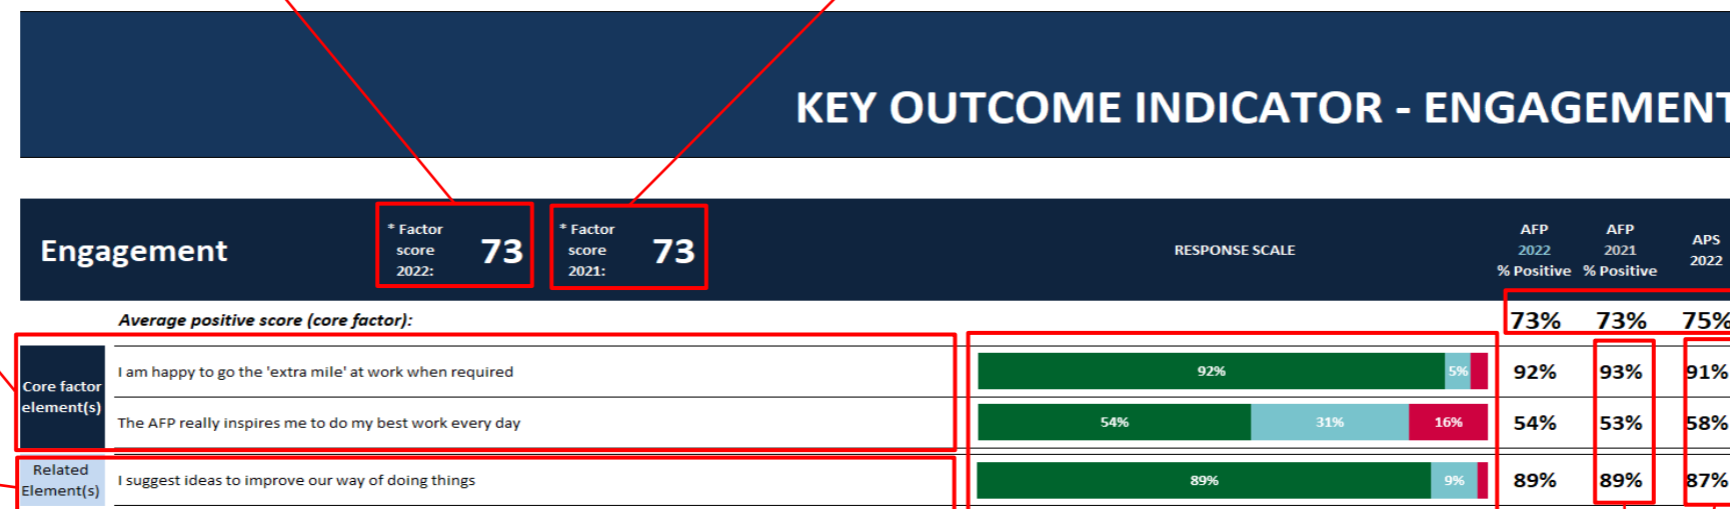 KEY OUTCOME INDICATOR - ENGAGEMENT
Engagement
* Factor score 2022: 73
* Factor score 2021: 73
RESPONSE SCALE
AFP 2022 % Positive
AFP 2021 % Positive
APS 2022
Average positive score (core factor): 73% 73% 75%
Core factor element(s)
I am happy to go the 'extra mile' at work when required 92% 5% 92% 93% 91%
The AFP really inspires me to do my best work every day 54% 31% 16% 54% 53% 58%
Related Element(s)
I suggest ideas to improve our way of doing things 89% 9% 89% 89% 87%